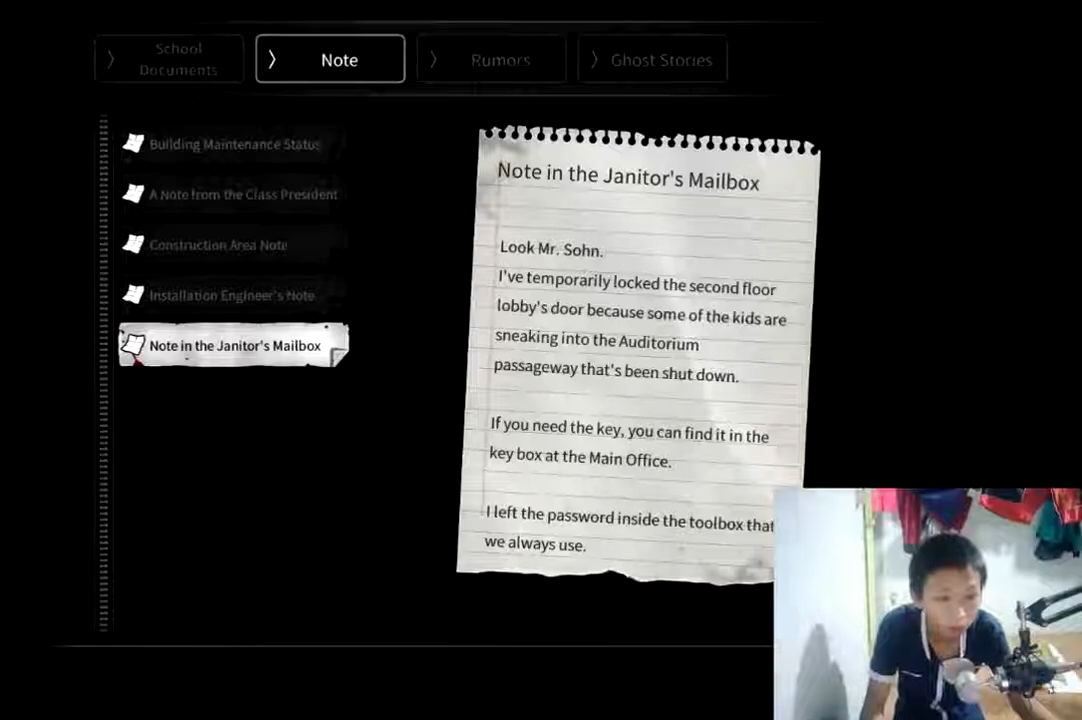 School
Documents
Note
Rumors
Ghost Stories
Building Maintenance Status
A Note from the Class President
Construction Area Note
Installation Engineer's Note
Note in the Janitor's Mailbox
Note in the Janitor's Mailbox
Look Mr. Sohn.
I've temporarily locked the second floor
lobby's door because some of the kids are
sneaking into the Auditorium
passageway that's been shut down.
If you need the key, you can find it in the
key box at the Main Office.
I left the password inside the toolbox that
we always use.